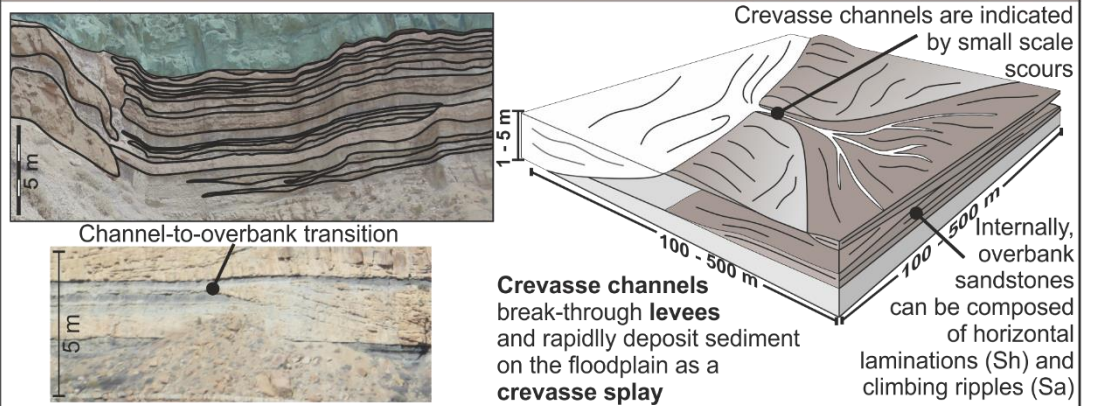 Crevasse channels are indicated
by small scale
scours
5 m
1 - 5 m
Channel-to-overbank transition
5 m
100 - 500 m
100 - 500 m
Crevasse channels
break-through levees
and rapidlly deposit sediment
on the floodplain as a
crevasse splay
Internally,
overbank
sandstones
can be composed
of horizontal
laminations (Sh) and
climbing ripples (Sa)